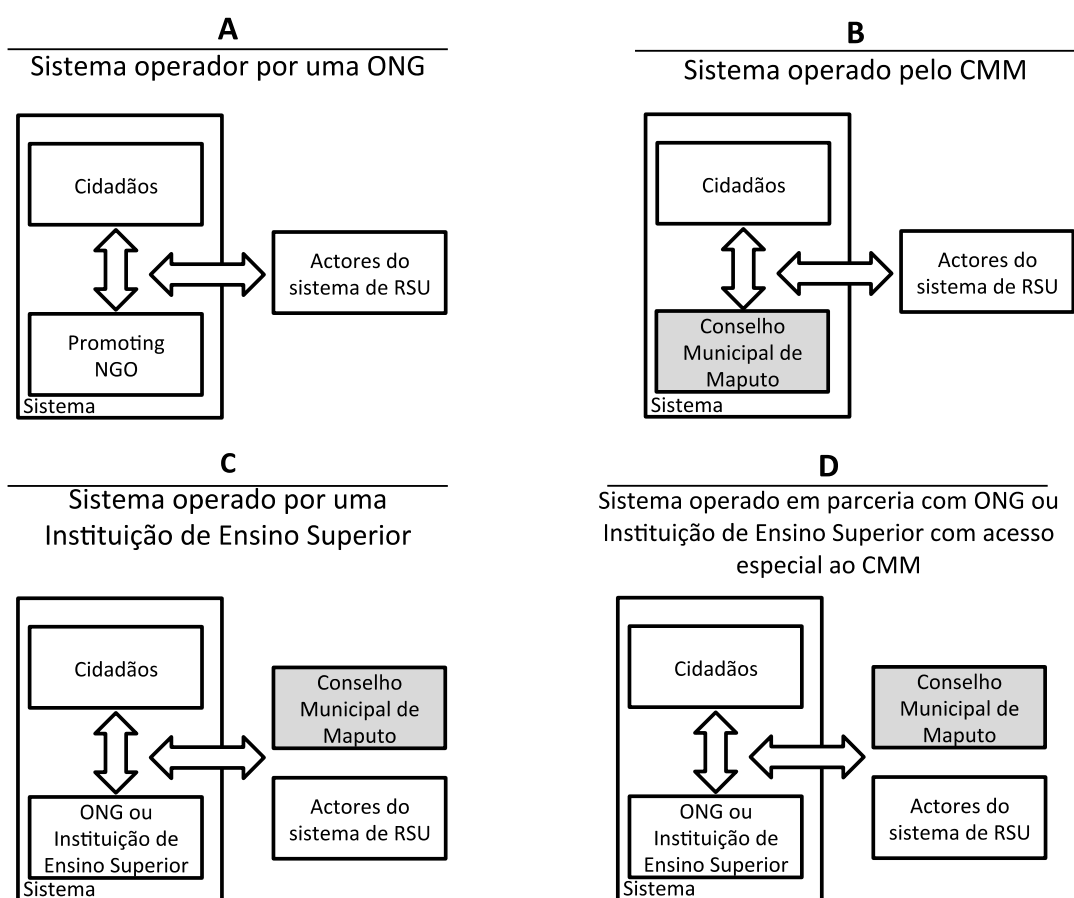 A
Sistema operador por uma ONG
Cidadãos
Actores do
sistema de RSU
Promoting
NGO
Sistema
B
Sistema operado pelo CMM
Cidadãos
Actores do
sistema de RSU
Conselho
Municipal de
Maputo
Sistema
C
Sistema operado por uma
Instituição de Ensino Superior
Cidadãos
Conselho
Municipal de
Maputo
Actores do
sistema de RSU
ONG ou
Instituição de
Ensino Superior
Sistema
D
Sistema operado em parceria com ONG ou
Instituição de Ensino Superior com acesso
especial ao CMM
Cidadãos
Conselho
Municipal de
Maputo
Actores do
sistema de RSU
ONG ou
Instituição de
Ensino Superior
Sistema